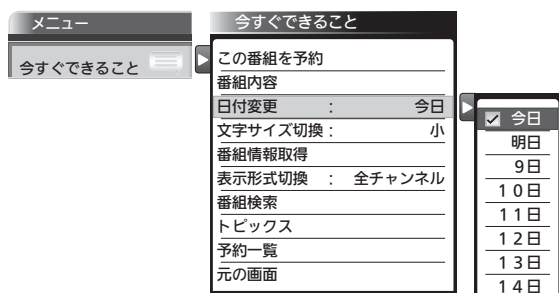 メニュー
今すぐできること
今すぐできること
この番組を予約
番組内容
日付変更 : 今日
文字サイズ切換 : 小
番組情報取得
表示形式切換 : 全チャンネル
番組検索
トピックス
予約一覧
元の画面
今日
明日
9日
10日
11日
12日
13日
14日